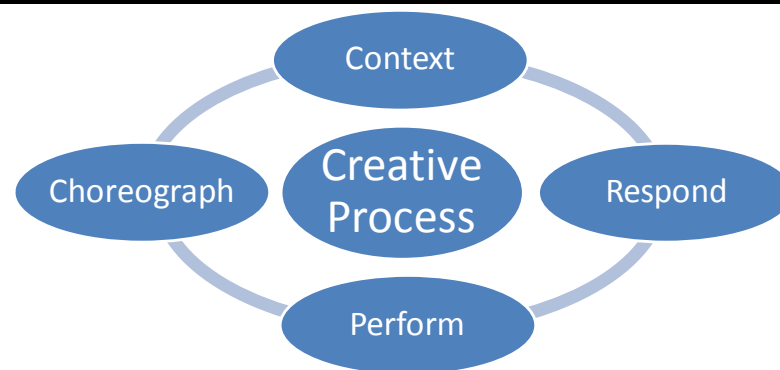 Context
Creative
Process
Choreograph
Respond
Perform